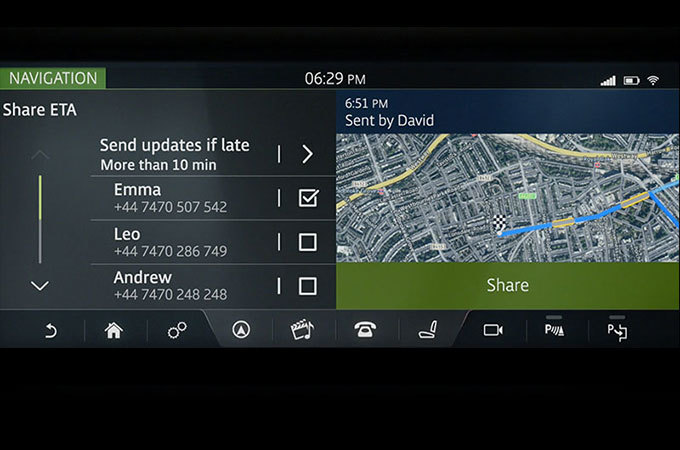 NAVIGATION
06:29 PM
Share ETA
Send updates if late
More than 10 min
Emma
+44 7470 507 542
Leo
+44 7470 286 749
Andrew
+44 7470 248 248
6:51 PM
Sent by David
Westway
Share
P
P